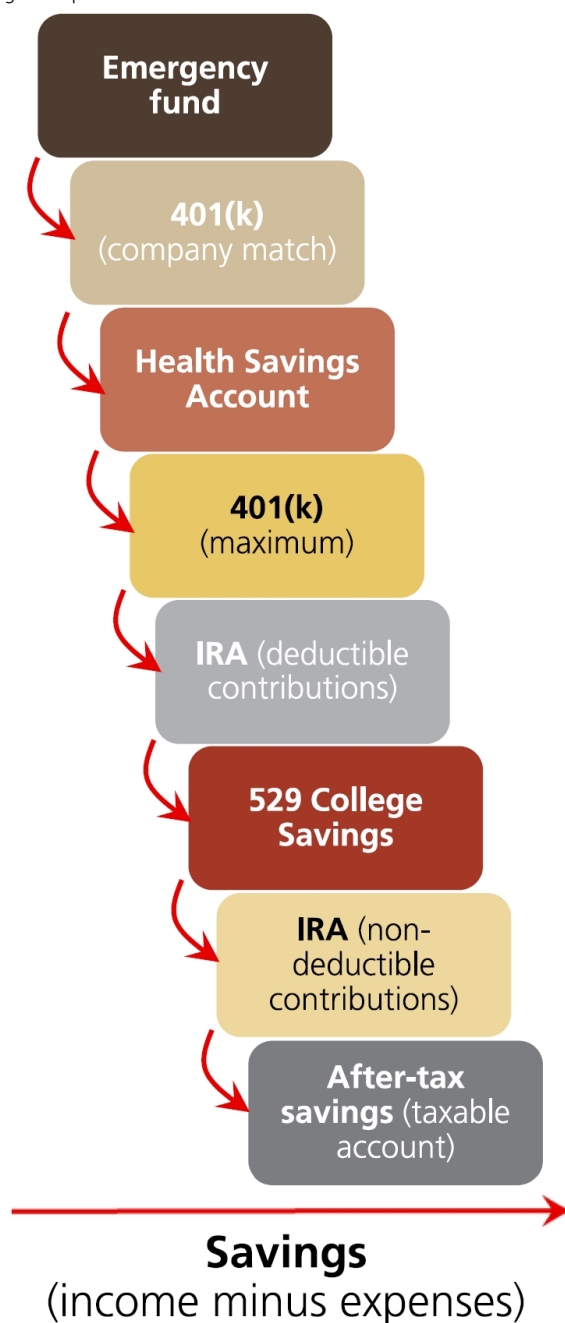 Emergency
fund
401(k)
(company match)
Health Savings
Account
401(k)
(maximum)
IRA (deductible
contributions)
529 College
Savings
IRA (non-
deductible
contributions)
After-tax
savings (taxable
account)
Savings
(income minus expenses)